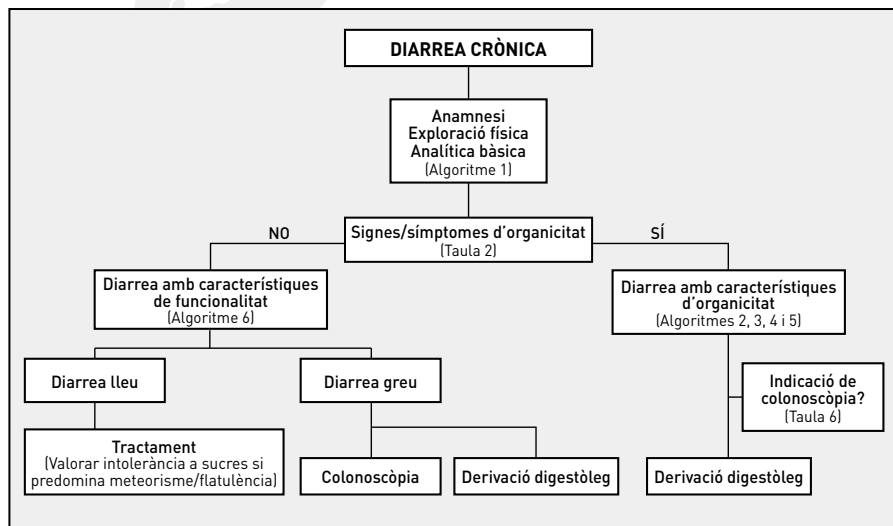 DIARREA CRÒNICA
Anamnesi
Exploració física
Analítica bàsica
(Algoritme 1)
Signes/símptomes d'organicitat
(Taula 2)
NO
SÍ
Diarrea amb característiques
de funcionalitat
(Algoritme 6)
Diarrea amb característiques
d'organicitat
(Algoritmes 2, 3, 4 i 5)
Diarrea lleu
Diarrea greu
Indicació de
colonoscòpia?
(Taula 6)
Tractament
(Valorar intolerància a sucres si
predomina meteorisme/flatulència)
Colonoscòpia
Derivació digestòleg
Derivació digestòleg